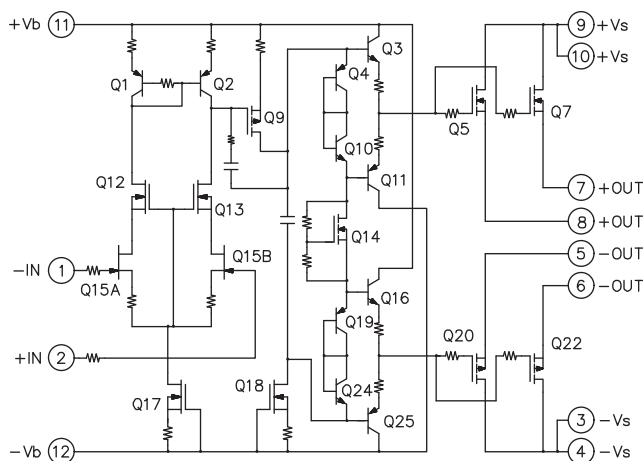 +Vb 11
Q3
9 +Vs
Q4
Q1
Q2
10 +Vs
Q9
Q5
Q7
Q10
Q12
Q13
Q11
7 +OUT
8 +OUT
Q14
-IN 1
Q15A
Q15B
5 -OUT
Q16
6 -OUT
Q19
Q20
Q22
+IN 2
Q17
Q18
Q24
3 -Vs
Q25
-Vb 12
4 -Vs